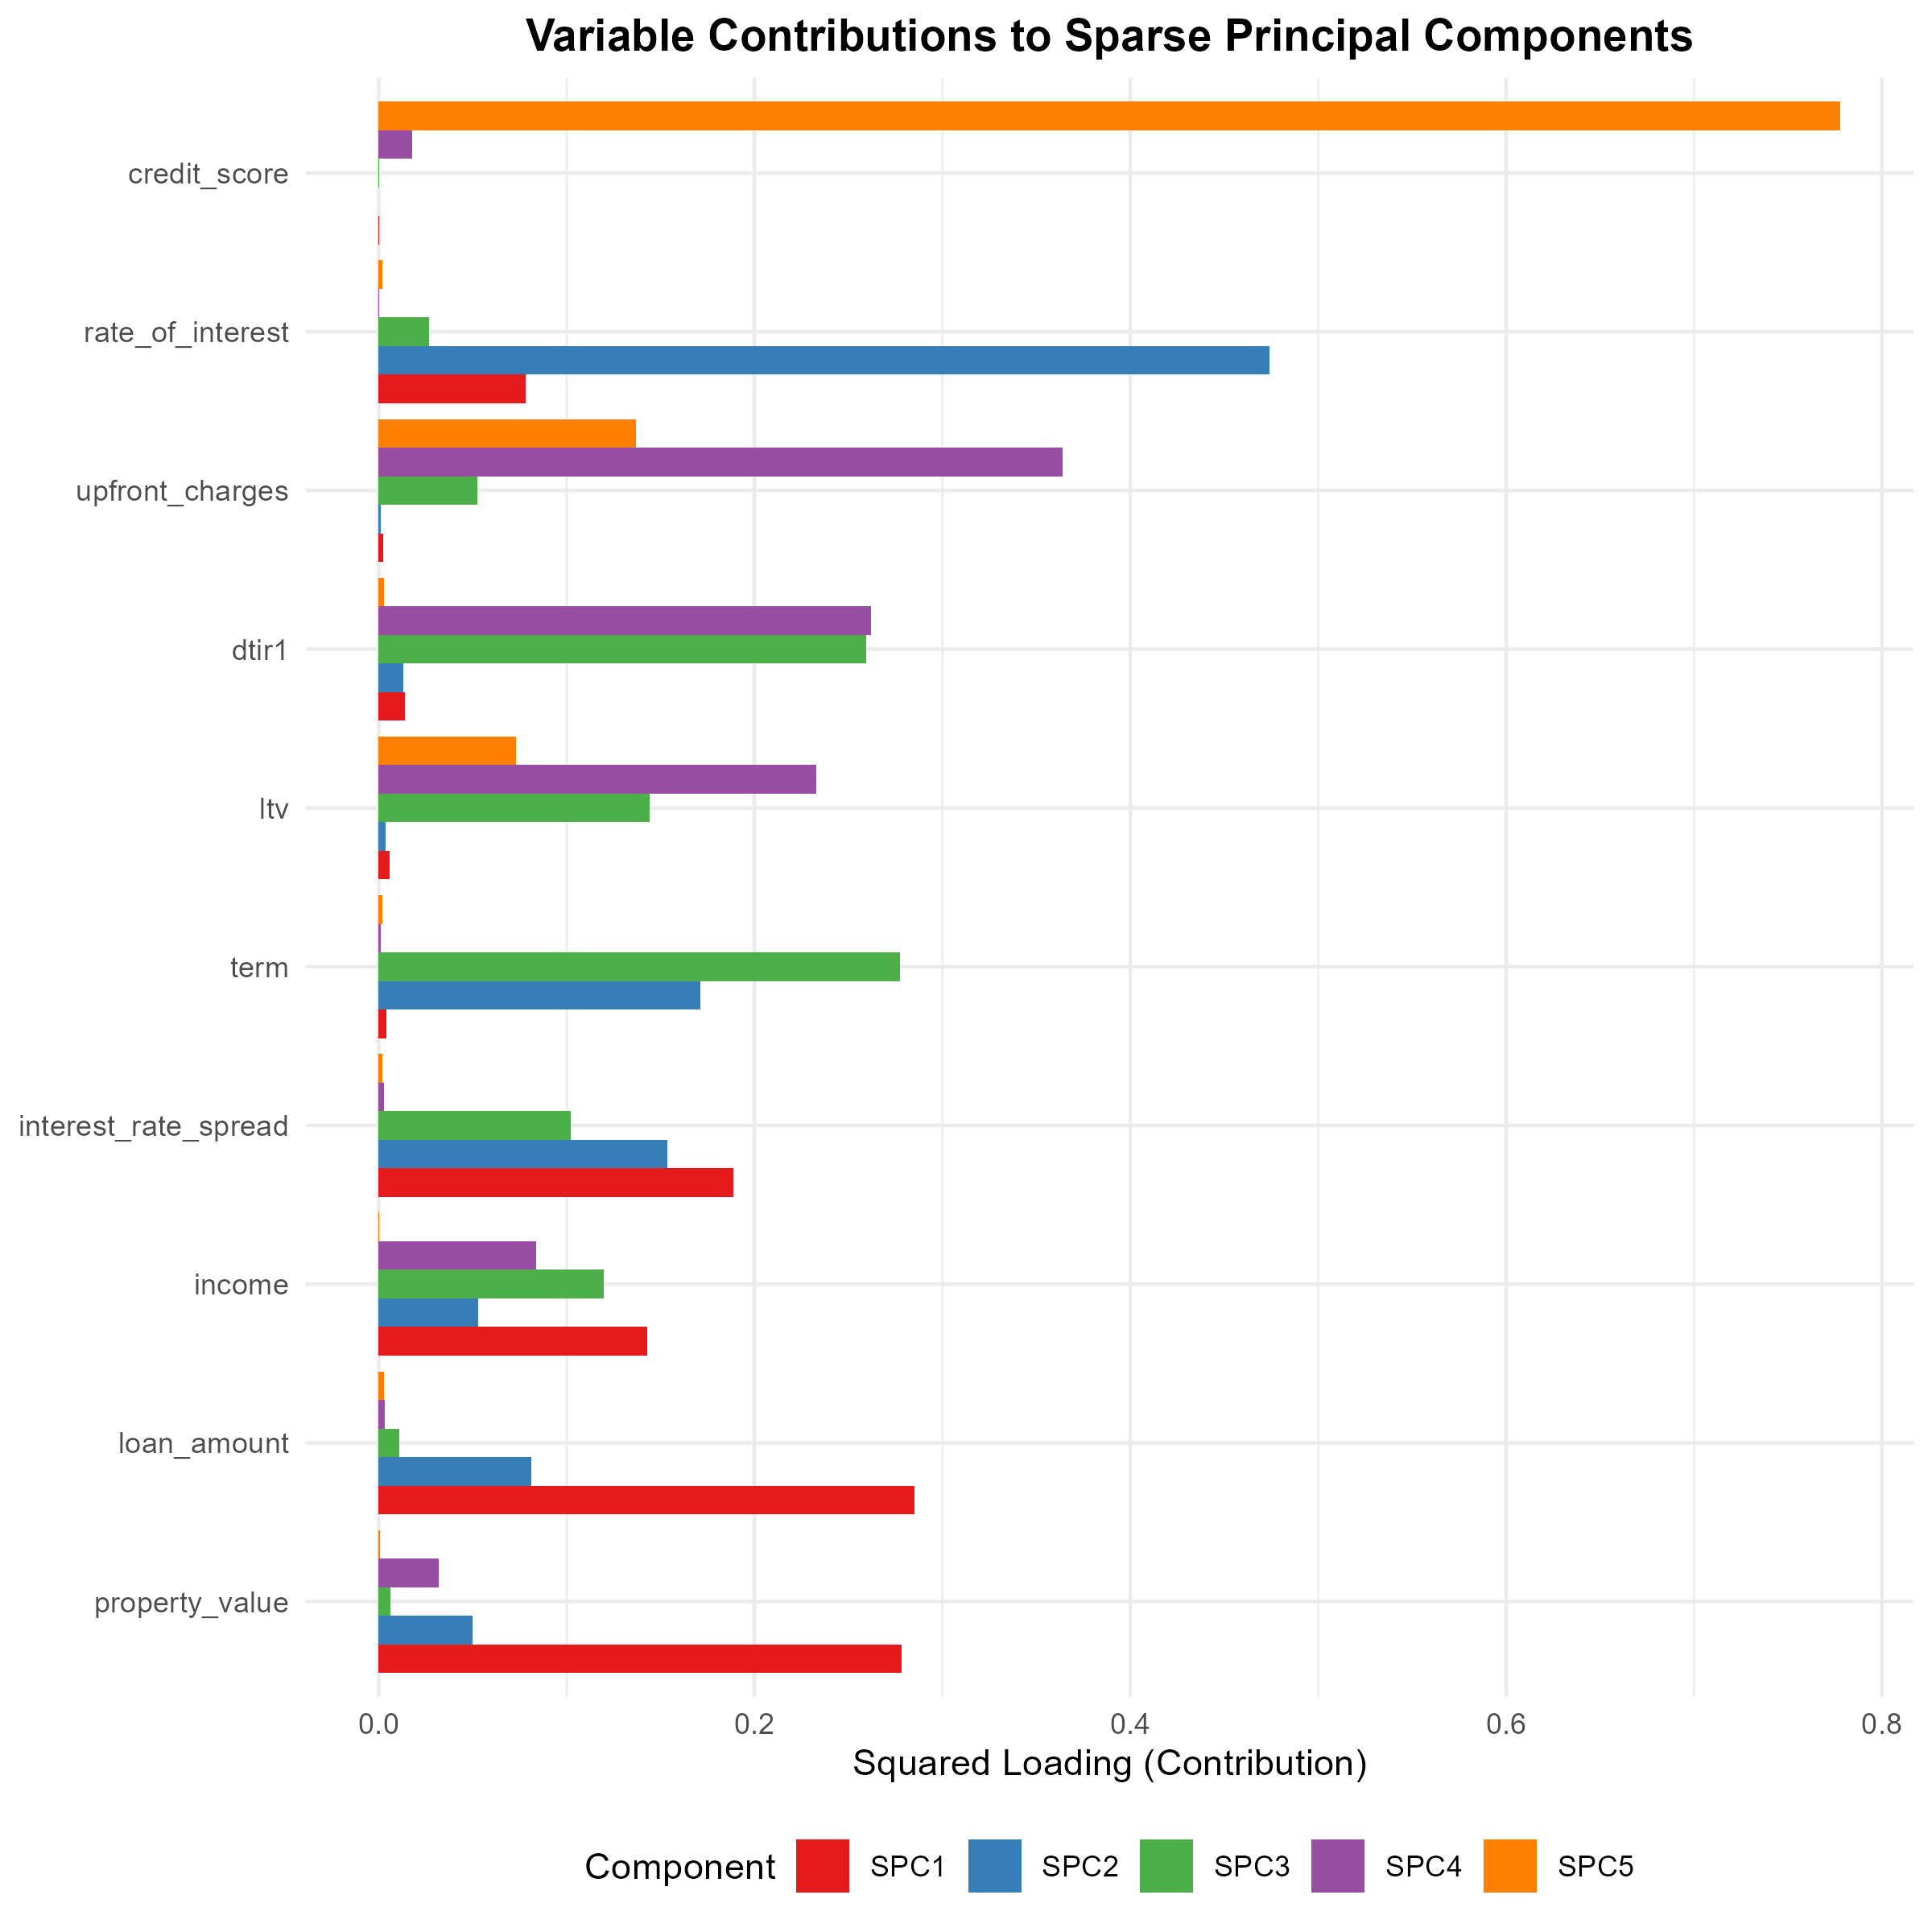 Variable Contributions to Sparse Principal Components
credit_score
rate_of_interest
upfront_charges
dtir1
ltv
term
interest_rate_spread
income
loan_amount
property_value
0.0 0.2 0.4 0.6 0.8
Squared Loading (Contribution)
Component SPC1 SPC2 SPC3 SPC4 SPC5